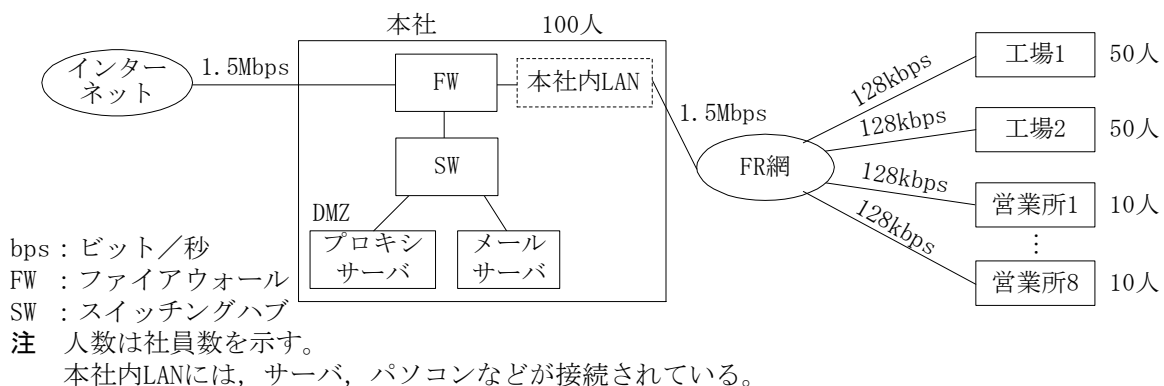 本社 100人
インター
ネット
1.5Mbps
FW
本社内LAN
1.5Mbps
SW
DMZ
プロキシ
サーバ
メール
サーバ
FR網
128kbps
工場1 50人
128kbps
工場2 50人
128kbps
営業所1 10人
⋮
128kbps
営業所8 10人
bps：ビット／秒
FW ：ファイアウォール
SW ：スイッチングハブ
注 人数は社員数を示す。
本社内LANには，サーバ，パソコンなどが接続されている。